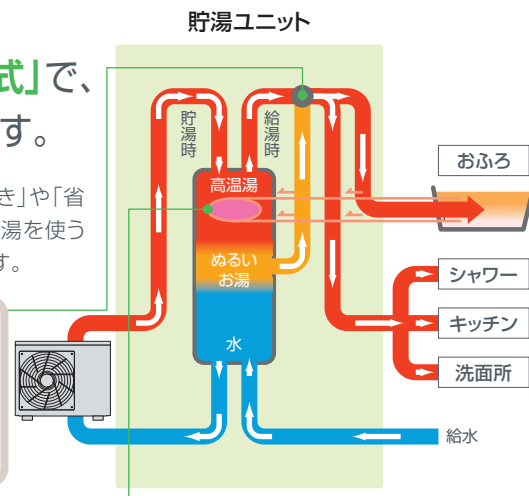 貯湯ユニット
式」で、
す。
き」や「省
湯を使う
す。
貯湯時
給湯時
高温湯
ぬるい
お湯
水
おふろ
シャワー
キッチン
洗面所
給水